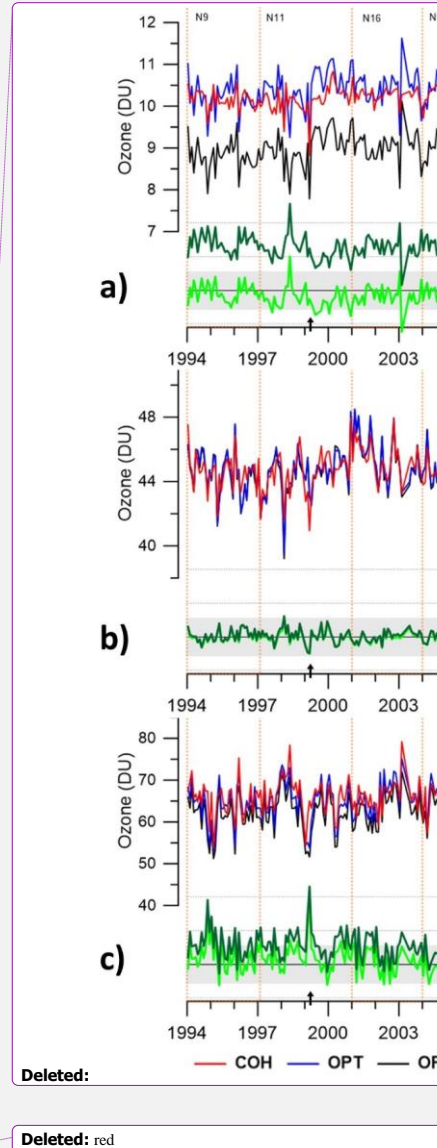 N9 N11 N16 N
12
11
10
9
8
7
Ozone (DU)
a)
1994 1997 2000 2003
48
44
40
Ozone (DU)
b)
1994 1997 2000 2003
80
70
60
50
40
Ozone (DU)
c)
1994 1997 2000 2003
COH OPT OP
Deleted:
Deleted: red